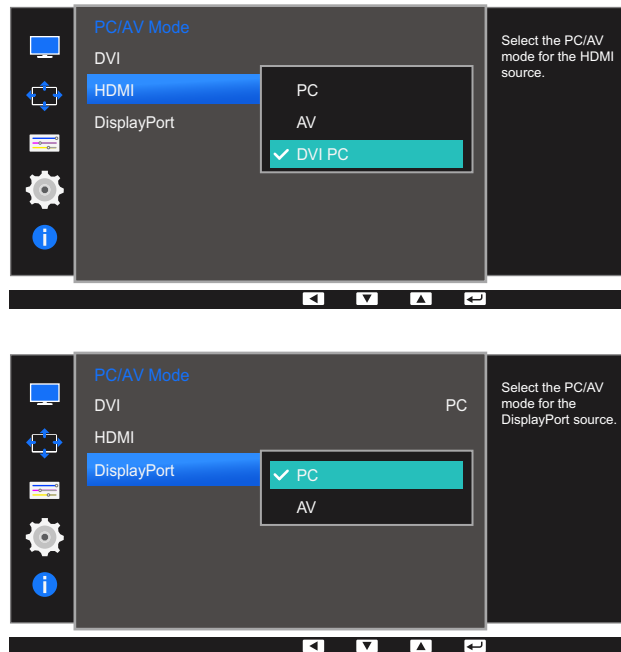 PC/AV Mode
DVI
HDMI
DisplayPort
PC
AV
DVI PC
Select the PC/AV
mode for the HDMI
source.
PC/AV Mode
DVI PC
HDMI
DisplayPort
PC
AV
Select the PC/AV
mode for the
DisplayPort source.